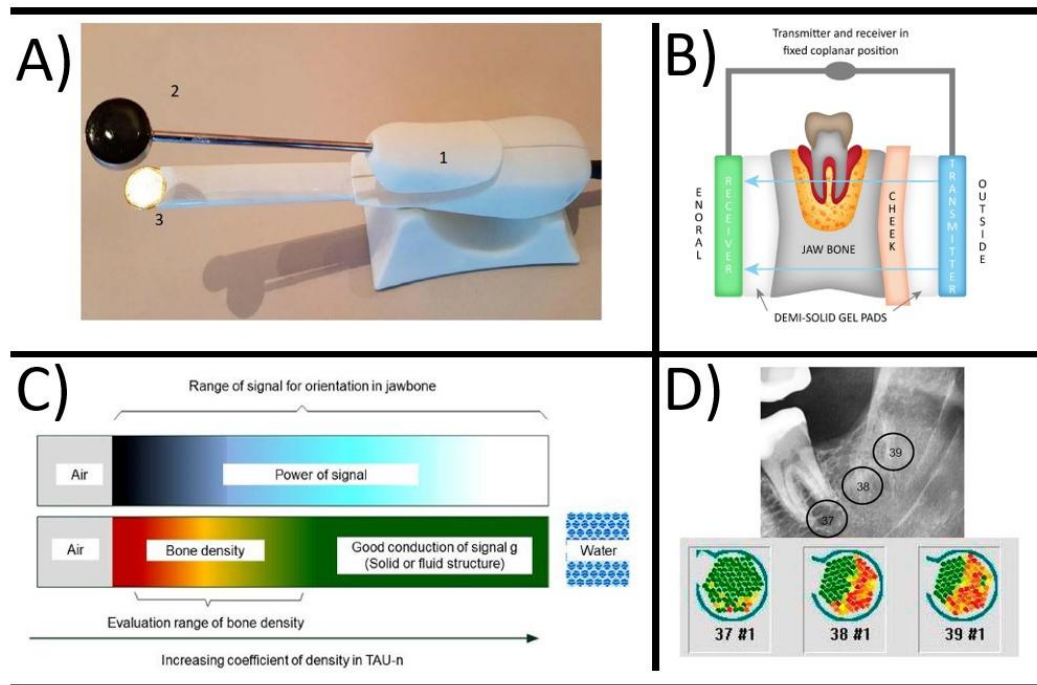 A)
2
1
3
B)
Transmitter and receiver in
fixed coplanar position
ENORAL
RECEIVER
JAW BONE
CHEEK
TRANSMITTER
OUTSIDE
DEMI-SOLID GEL PADS
C)
Range of signal for orientation in jawbone
Air
Power of signal
Air
Bone density
Good conduction of signal g
(Solid or fluid structure)
Water
Evaluation range of bone density
Increasing coefficient of density in TAU-n
D)
39
38
37
37 #1
38 #1
39 #1